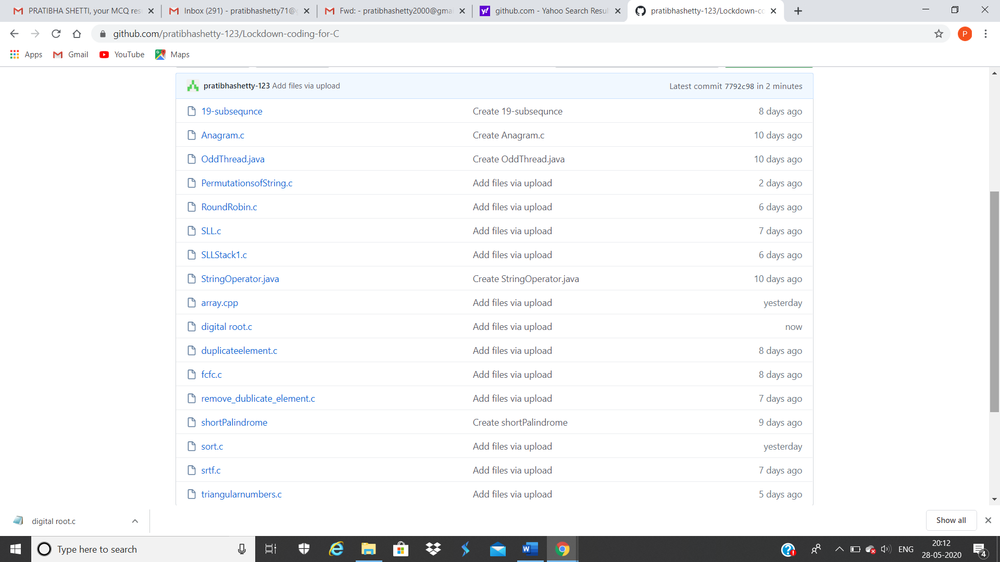 PRATIBHA SHETTI, your MCQ res
Inbox (291) - pratibhashetty71@g
Fwd: - pratibhashetty2000@gmai
github.com - Yahoo Search Resul
pratibhashetty-123/Lockdown-co
github.com/pratibhashetty-123/Lockdown-coding-for-C
P
Apps Gmail YouTube Maps
pratibhashetty-123 Add files via upload Latest commit 7792c98 in 2 minutes
19-subsequnce Create 19-subsequnce 8 days ago
Anagram.c Create Anagram.c 10 days ago
OddThread.java Create OddThread.java 10 days ago
PermutationsofString.c Add files via upload 2 days ago
RoundRobin.c Add files via upload 6 days ago
SLL.c Add files via upload 7 days ago
SLLStack1.c Add files via upload 6 days ago
StringOperator.java Create StringOperator.java 10 days ago
array.cpp Add files via upload yesterday
digital root.c Add files via upload now
duplicateelement.c Add files via upload 8 days ago
fcfc.c Add files via upload 8 days ago
remove_dublicate_element.c Add files via upload 7 days ago
shortPalindrome Create shortPalindrome 9 days ago
sort.c Add files via upload yesterday
srtf.c Add files via upload 7 days ago
triangularnumbers.c Add files via upload 5 days ago
digital root.c Show all
Type here to search
ENG
20:12
28-05-2020
4